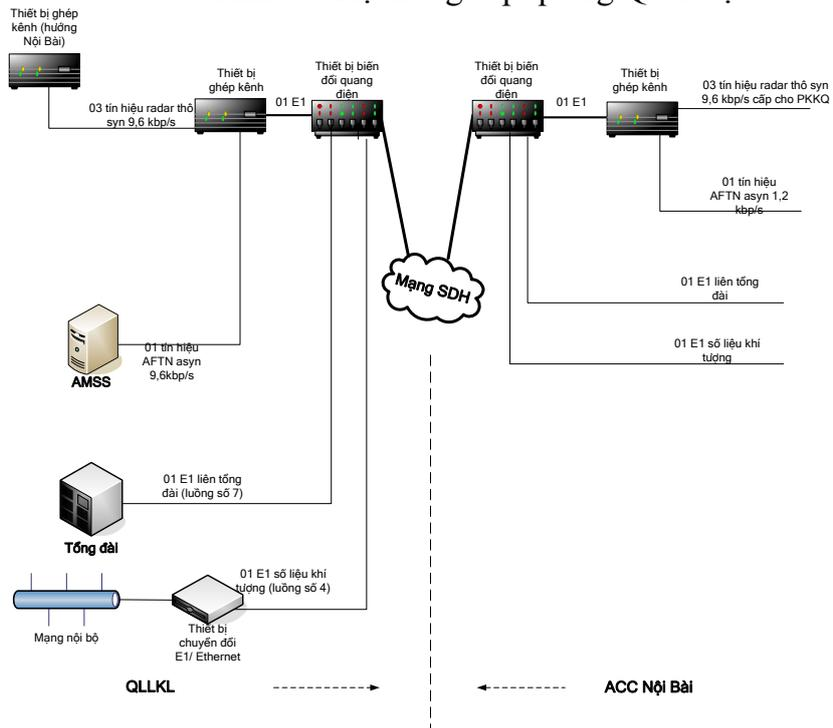 Thiết bị ghép
kênh (hướng
Nội Bài)
Thiết bị
ghép kênh
01 E1
Thiết bị biến
đổi quang
điện
Thiết bị biến
đổi quang
điện
01 E1
Thiết bị
ghép kênh
03 tín hiệu radar thô syn
9,6 kbp/s cấp cho PKKQ
03 tín hiệu radar thô
syn 9,6 kbp/s
01 tín hiệu
AFTN asyn 1,2
kbp/s
Mạng SDH
01 E1 liên tổng
đài
01 E1 số liệu khí
tượng
01 tín hiệu
AFTN asyn
9,6kbp/s
AMSS
01 E1 liên tổng
đài (luồng số 7)
Tổng đài
01 E1 số liệu khí
tượng (luồng số 4)
Mạng nội bộ
Thiết bị
chuyển đổi
E1/ Ethernet
QLLKL
ACC Nội Bài